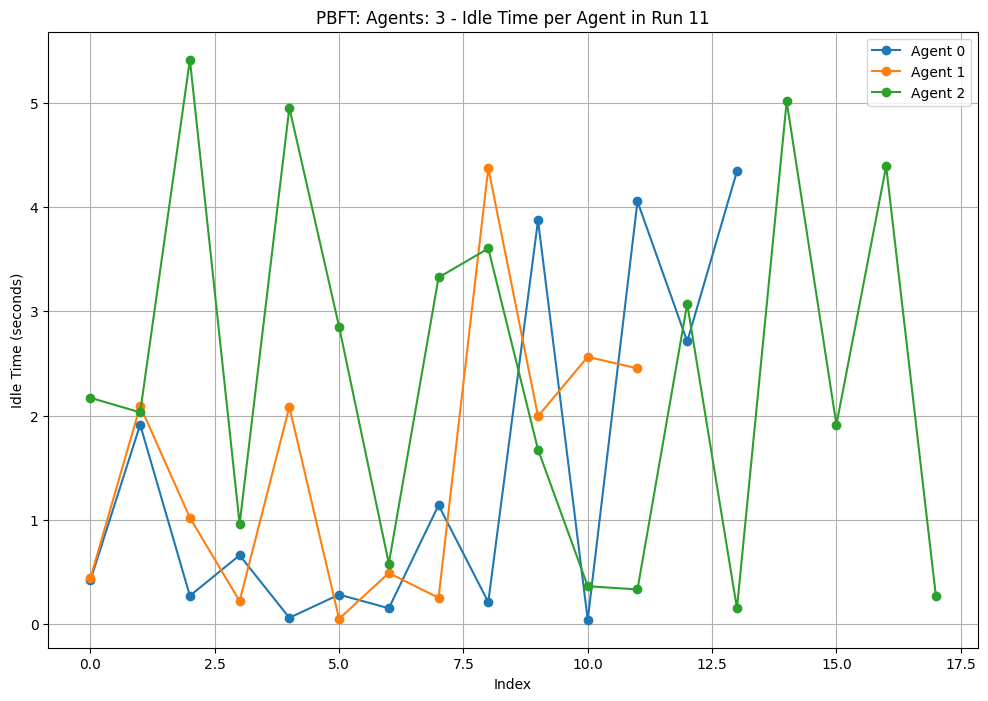 PBFT: Agents: 3 - Idle Time per Agent in Run 11
Agent 0
Agent 1
Agent 2
Idle Time (seconds)
5
4
3
2
1
0
0.0
2.5
5.0
7.5
10.0
12.5
15.0
17.5
Index